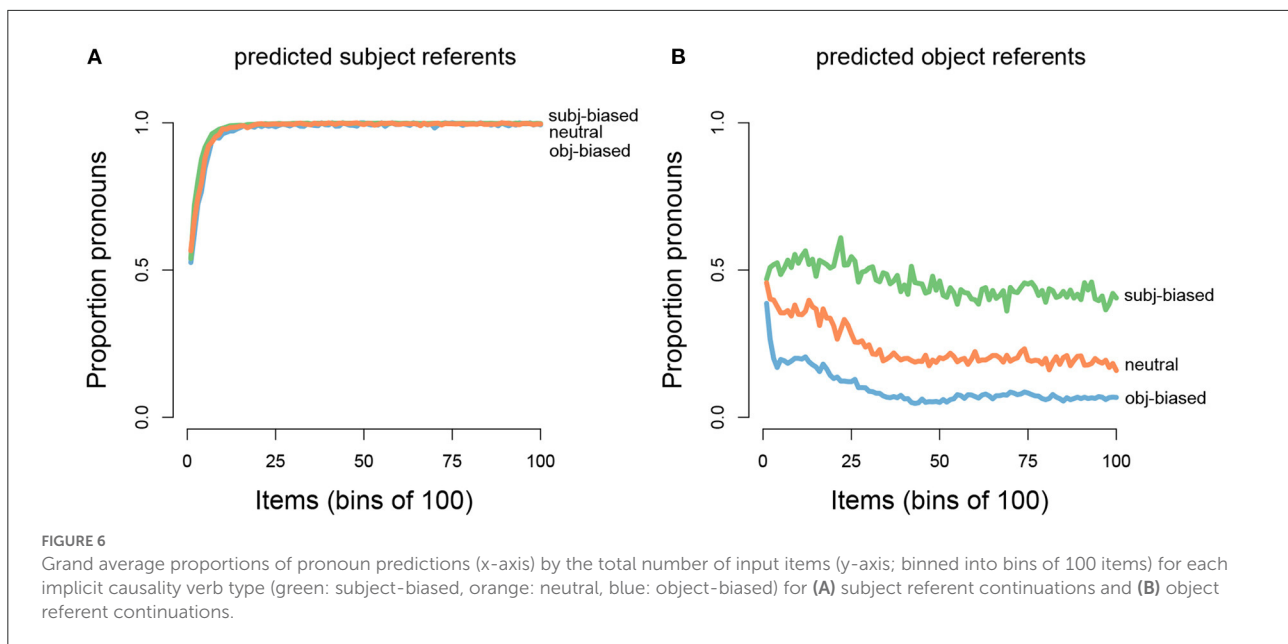 A predicted subject referents
B predicted object referents
Proportion pronouns
1.0
0.5
0.0
subj-biased
neutral
obj-biased
0 25 50 75 100
Items (bins of 100)
Proportion pronouns
1.0
0.5
0.0
subj-biased
neutral
obj-biased
0 25 50 75 100
Items (bins of 100)
FIGURE 6
Grand average proportions of pronoun predictions (x-axis) by the total number of input items (y-axis; binned into bins of 100 items) for each
implicit causality verb type (green: subject-biased, orange: neutral, blue: object-biased) for (A) subject referent continuations and (B) object
referent continuations.